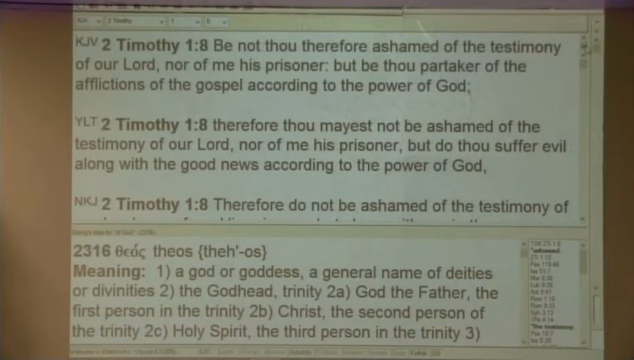 KJV 2 Timothy 1:8 Be not thou therefore ashamed of the testimony
of our Lord, nor of me his prisoner: but be thou partaker of the
afflictions of the gospel according to the power of God;
YLT 2 Timothy 1:8 therefore thou mayest not be ashamed of the
testimony of our Lord, nor of me his prisoner, but do thou suffer evil
along with the good news according to the power of God,
NKJ 2 Timothy 1:8 Therefore do not be ashamed of the testimony of
2316 θεός theos {theh'-os}
Meaning: 1) a god or goddess, a general name of deities
or divinities 2) the Godhead, trinity 2a) God the Father, the
first person in the trinity 2b) Christ, the second person of
the trinity 2c) Holy Spirit, the third person in the trinity 3)